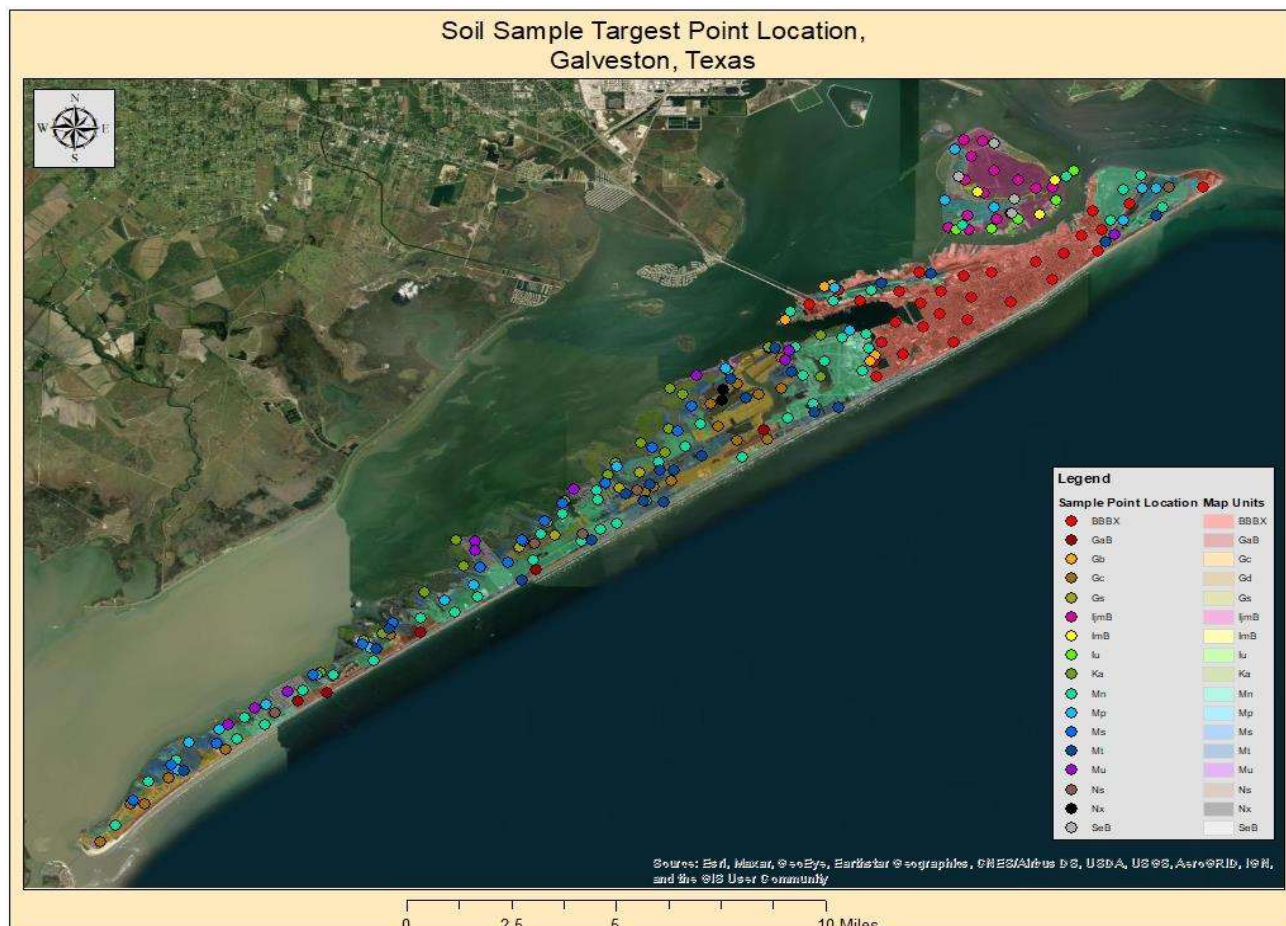 Soil Sample Targest Point Location,
Galveston, Texas
N
W E
S
Legend
Sample Point Location Map Units
BBBX BBBX
GaB GaB
Gb Gc
Gc Gd
Gs Gs
IjmB IjmB
ImB ImB
Iu Iu
Ka Ka
Mn Mn
Mp Mp
Ms Ms
Mt Mt
Mu Mu
Ns Ns
Nx Nx
SeB SeB
Source: Esri, Maxar, GeoEye, Earthstar Geographics, CNES/Airbus DS, USDA, USGS, AeroGRID, IGN,
and the GIS User Community
0 2.5 5 10 Miles